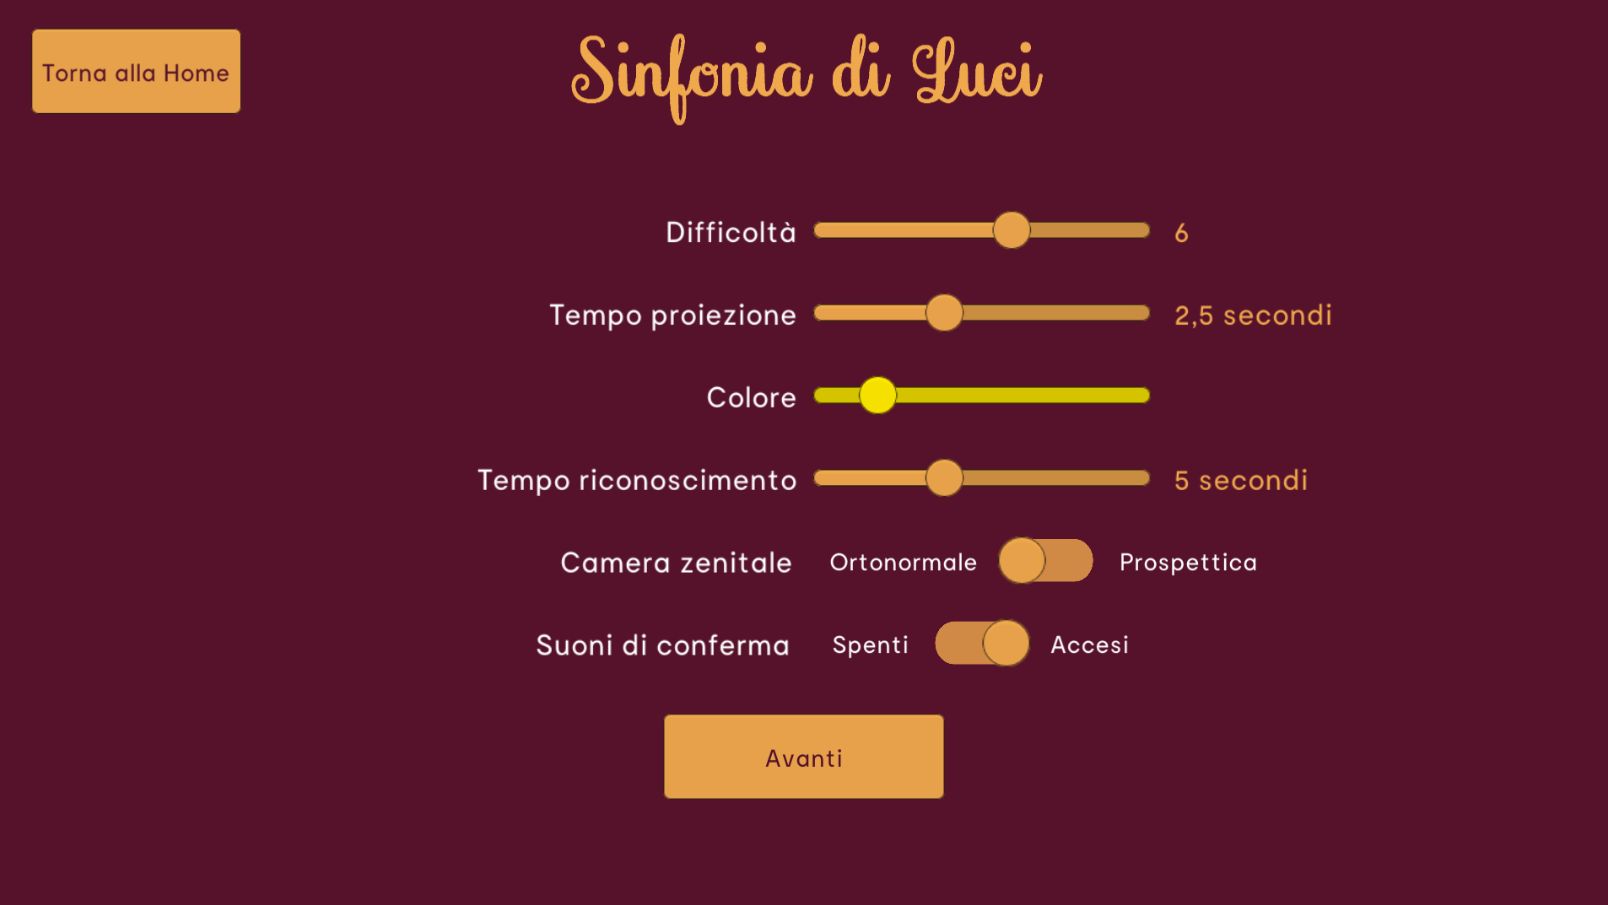 Torna alla Home
Sinfonia di Luci
Difficoltà 6
Tempo proiezione 2,5 secondi
Colore
Tempo riconoscimento 5 secondi
Camera zenitale Ortonormale Prospettica
Suoni di conferma Spenti Accesi
Avanti